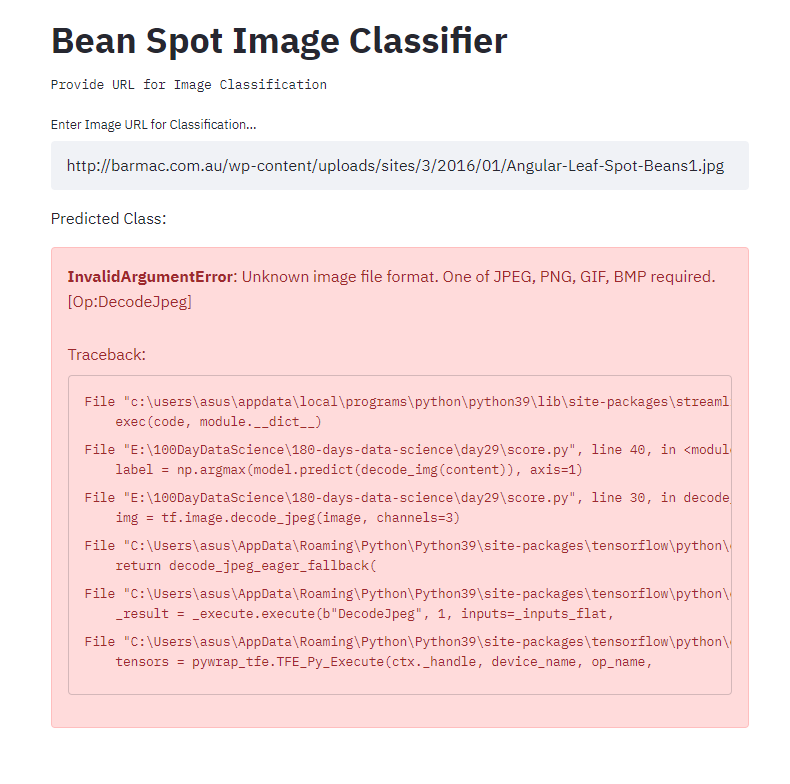 Bean Spot Image Classifier
Provide URL for Image Classification
Enter Image URL for Classification...
http://barmac.com.au/wp-content/uploads/sites/3/2016/01/Angular-Leaf-Spot-Beans1.jpg
Predicted Class:
InvalidArgumentError: Unknown image file format. One of JPEG, PNG, GIF, BMP required.
[Op:DecodeJpeg]
Traceback:
File "c:\users\asus\appdata\local\programs\python\python39\lib\site-packages\streaml
exec(code, module.__dict__)
File "E:\100DayDataScience\180-days-data-science\day29\score.py", line 40, in <modul
label = np.argmax(model.predict(decode_img(content)), axis=1)
File "E:\100DayDataScience\180-days-data-science\day29\score.py", line 30, in decode_
img = tf.image.decode_jpeg(image, channels=3)
File "C:\Users\asus\AppData\Roaming\Python\Python39\site-packages\tensorflow\python\
return decode_jpeg_eager_fallback(
File "C:\Users\asus\AppData\Roaming\Python\Python39\site-packages\tensorflow\python\
_result = _execute.execute(b"DecodeJpeg", 1, inputs=_inputs_flat,
File "C:\Users\asus\AppData\Roaming\Python\Python39\site-packages\tensorflow\python\
tensors = pywrap_tfe.TFE_Py_Execute(ctx._handle, device_name, op_name,